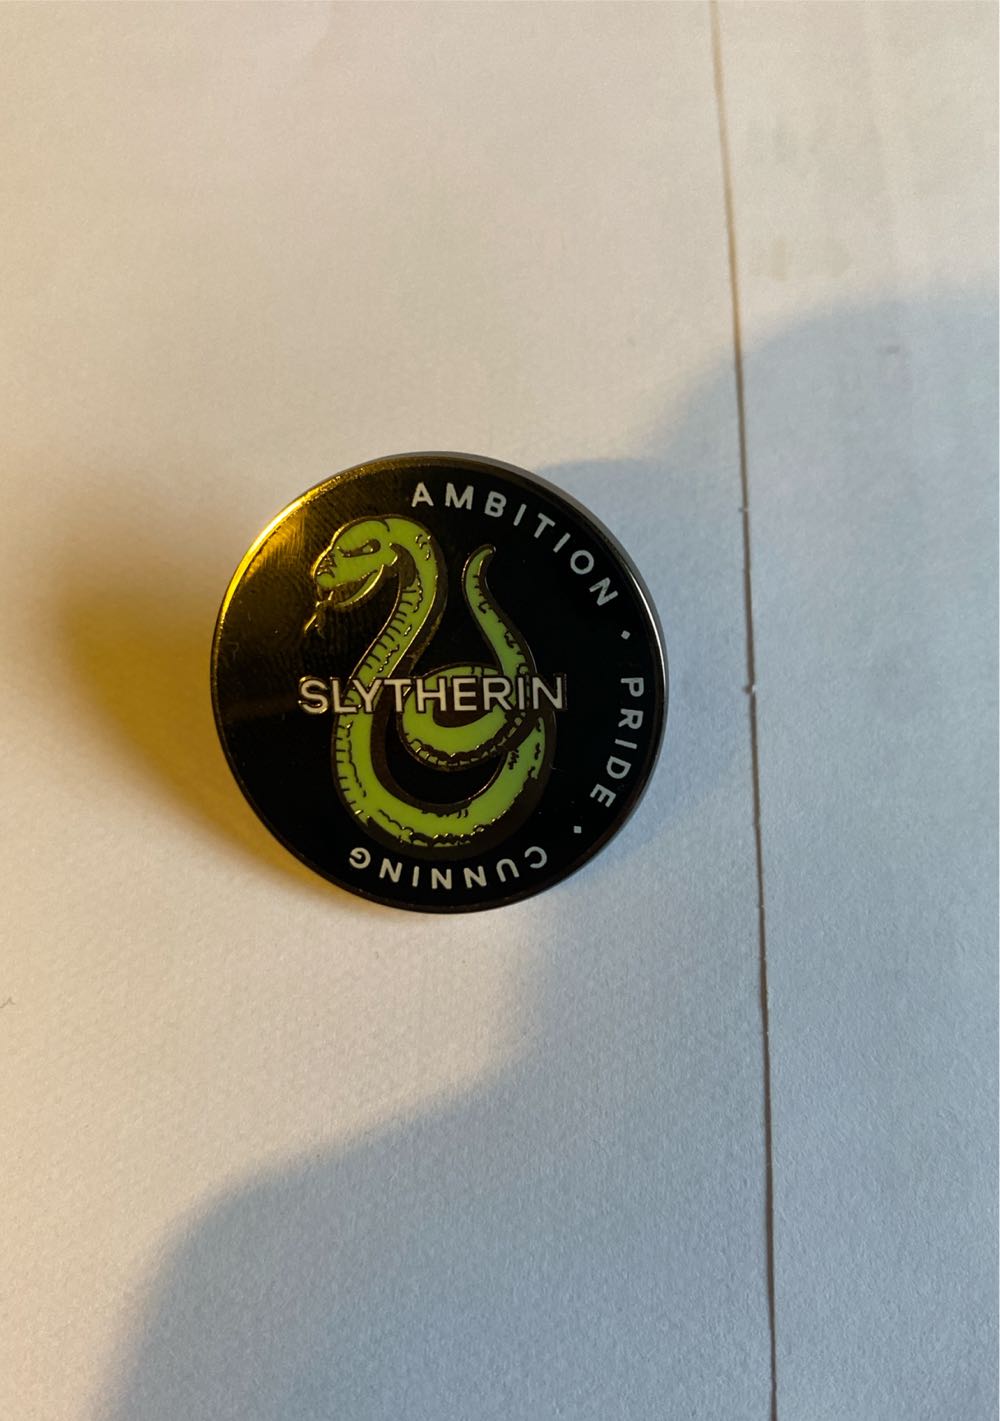 AMBITION · PRIDE · CUNNING
SLYTHERIN